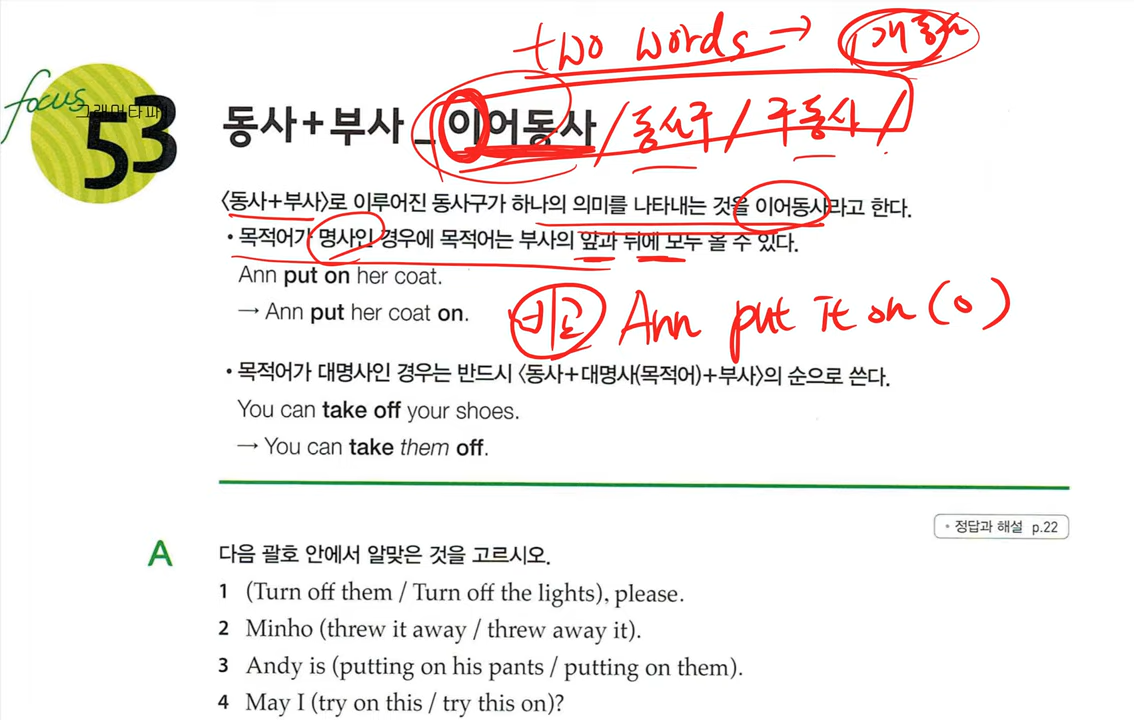 two words → 개동사
focus 그래머타파
53 동사+부사_이어동사 / 동사구 / 구동사 /
〈동사+부사〉로 이루어진 동사구가 하나의 의미를 나타내는 것을 이어동사라고 한다.
• 목적어가 명사인 경우에 목적어는 부사의 앞과 뒤에 모두 올 수 있다.
Ann put on her coat.
→ Ann put her coat on.
비교 Ann put it on (O)
• 목적어가 대명사인 경우는 반드시 〈동사+대명사(목적어)+부사〉의 순으로 쓴다.
You can take off your shoes.
→ You can take them off.
• 정답과 해설 p.22
A 다음 괄호 안에서 알맞은 것을 고르시오.
1 (Turn off them / Turn off the lights), please.
2 Minho (threw it away / threw away it).
3 Andy is (putting on his pants / putting on them).
4 May I (try on this / try this on)?